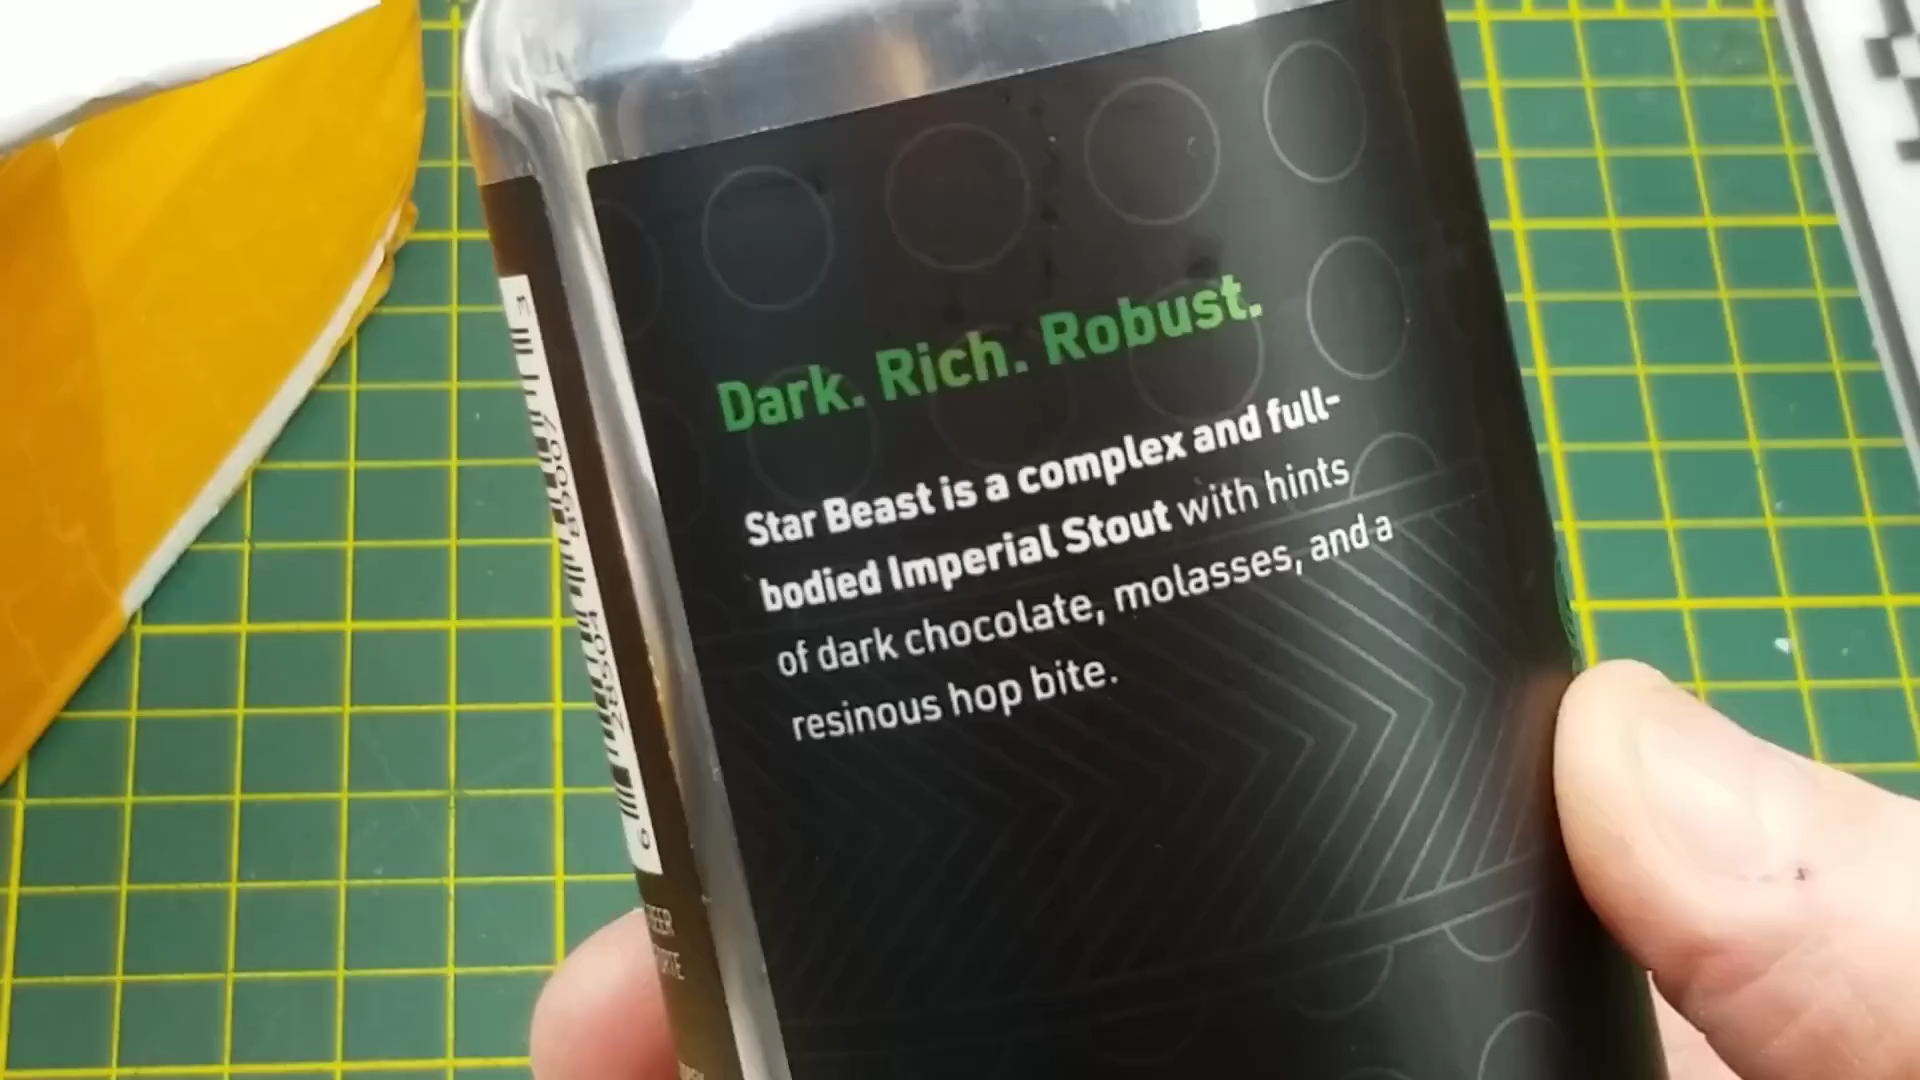 Dark. Rich. Robust.
Star Beast is a complex and full-
bodied Imperial Stout with hints
of dark chocolate, molasses, and a
resinous hop bite.